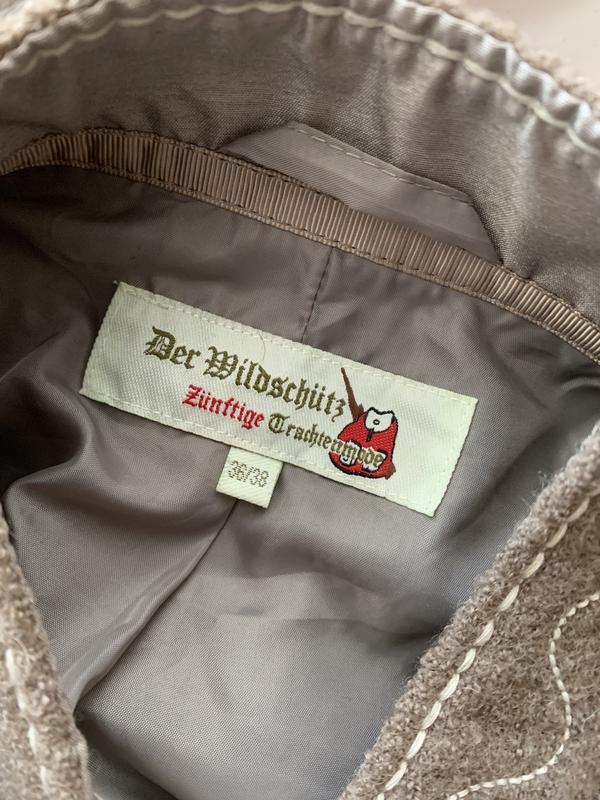 Der Wildschütz
Zünftige Trachtenmode
36/38